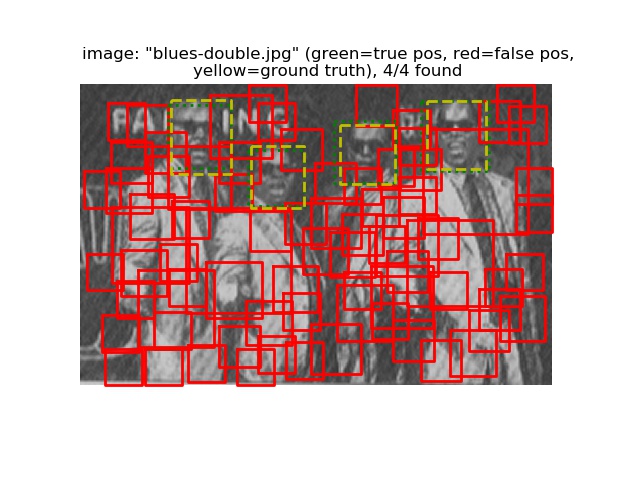 image: "blues-double.jpg" (green=true pos, red=false pos,
yellow=ground truth), 4/4 found